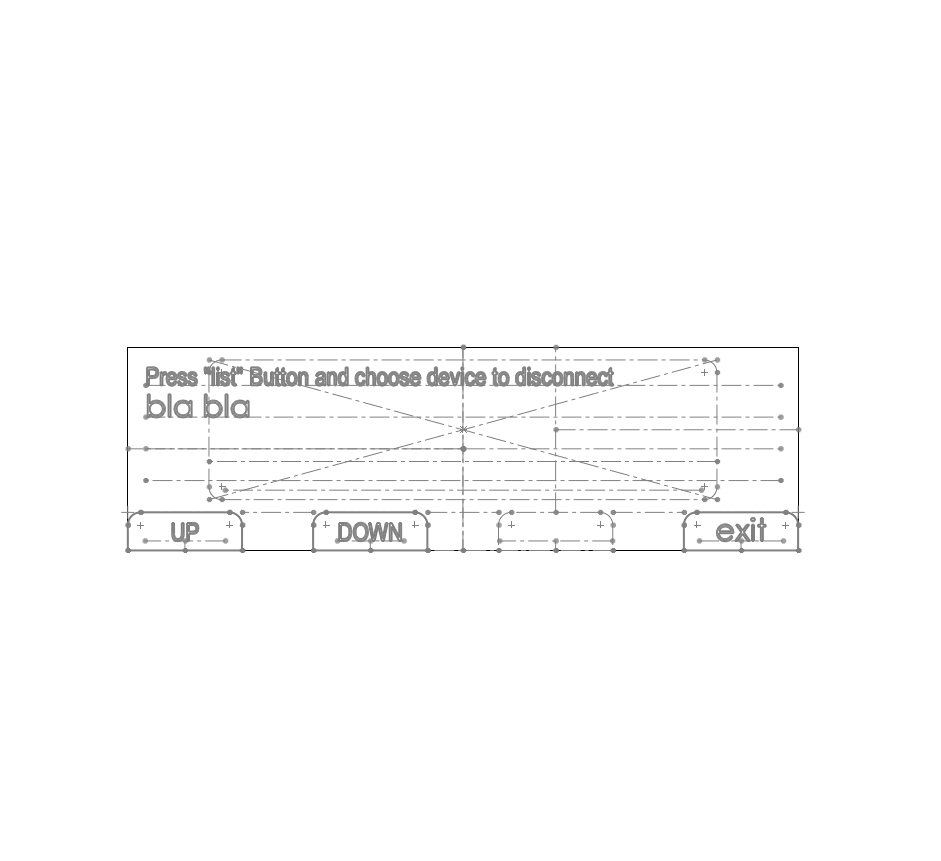 Press "list" Button and choose device to disconnect
bla bla
UP DOWN exit